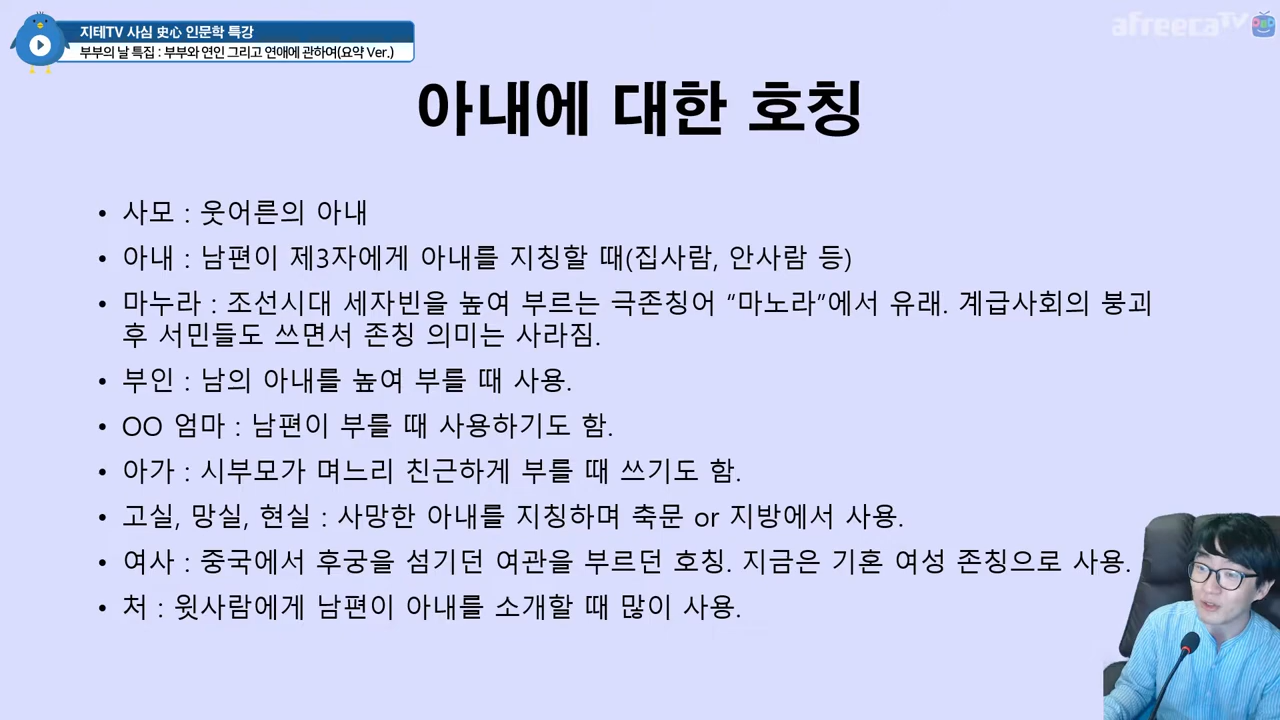 지테TV 사심 史心 인문학 특강
부부의 날 특집 : 부부와 연인 그리고 연애에 관하여(요약 Ver.)
afreecaTV
아내에 대한 호칭
• 사모 : 웃어른의 아내
• 아내 : 남편이 제3자에게 아내를 지칭할 때(집사람, 안사람 등)
• 마누라 : 조선시대 세자빈을 높여 부르는 극존칭어 “마노라”에서 유래. 계급사회의 붕괴
후 서민들도 쓰면서 존칭 의미는 사라짐.
• 부인 : 남의 아내를 높여 부를 때 사용.
• OO 엄마 : 남편이 부를 때 사용하기도 함.
• 아가 : 시부모가 며느리 친근하게 부를 때 쓰기도 함.
• 고실, 망실, 현실 : 사망한 아내를 지칭하며 축문 or 지방에서 사용.
• 여사 : 중국에서 후궁을 섬기던 여관을 부르던 호칭. 지금은 기혼 여성 존칭으로 사용.
• 처 : 윗사람에게 남편이 아내를 소개할 때 많이 사용.